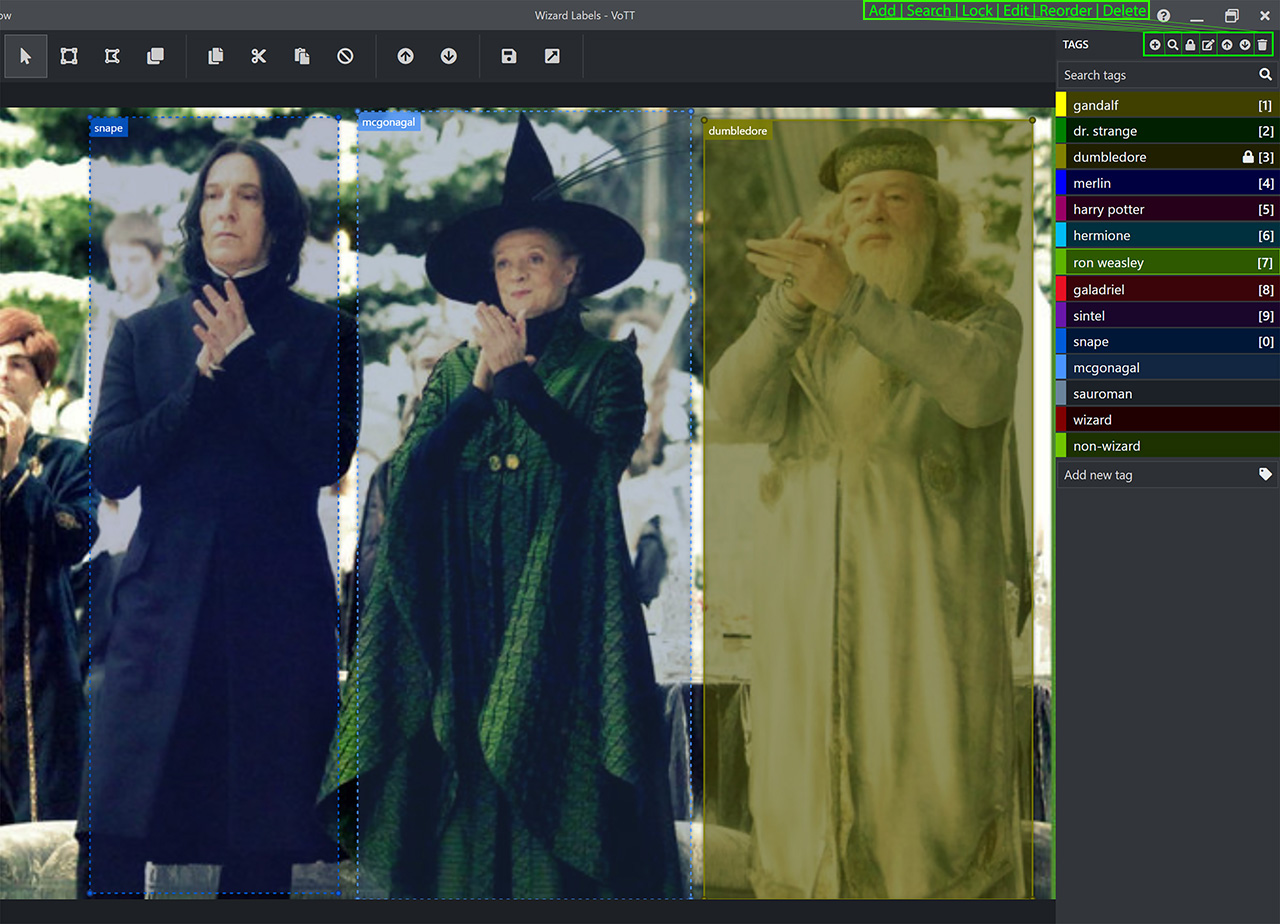 ow
Wizard Labels - VoTT
Add | Search | Lock | Edit | Reorder | Delete
TAGS
Search tags
gandalf [1]
dr. strange [2]
dumbledore [3]
merlin [4]
harry potter [5]
hermione [6]
ron weasley [7]
galadriel [8]
sintel [9]
snape [0]
mcgonagal
sauroman
wizard
non-wizard
Add new tag
snape
mcgonagal
dumbledore